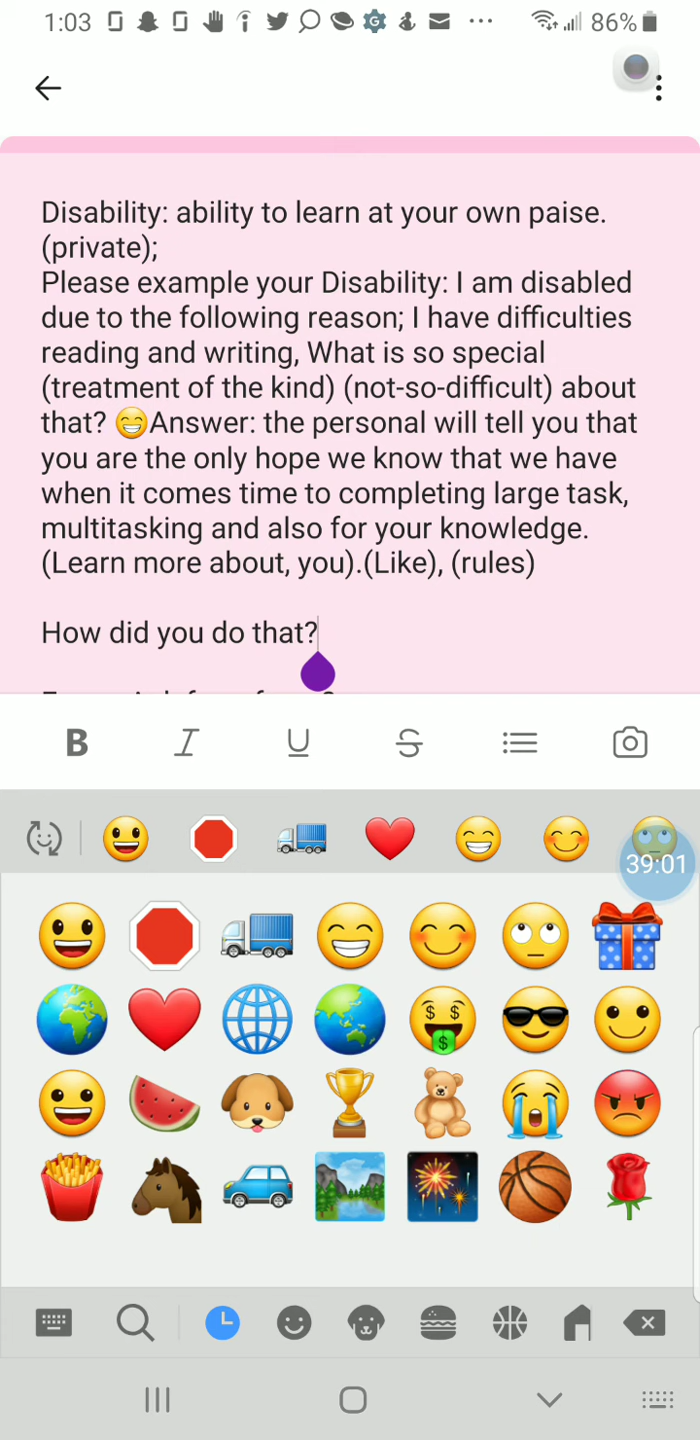 1:03 86%
Disability: ability to learn at your own paise.
(private);
Please example your Disability: I am disabled
due to the following reason; I have difficulties
reading and writing, What is so special
(treatment of the kind) (not-so-difficult) about
that? 😁Answer: the personal will tell you that
you are the only hope we know that we have
when it comes time to completing large task,
multitasking and also for your knowledge.
(Learn more about, you).(Like), (rules)
How did you do that?
B I U S
39:01